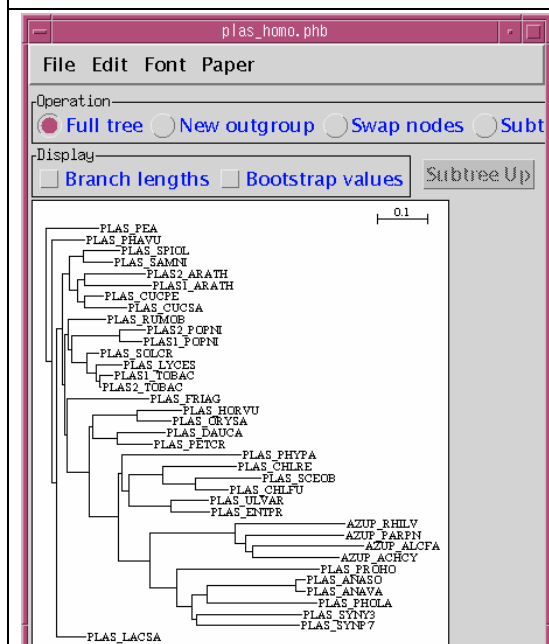 plas_homo.phb
File Edit Font Paper
Operation
Full tree New outgroup Swap nodes Subt
Display
Branch lengths Bootstrap values Subtree Up
0.1
PLAS_PEA
PLAS_PHAVU
PLAS_SPIOL
PLAS_SAMNI
PLAS2_ARATH
PLAS1_ARATH
PLAS_CUCPE
PLAS_CUCSA
PLAS_RUMOB
PLAS2_POPNI
PLAS1_POPNI
PLAS_SOLCR
PLAS_LYCES
PLAS1_TOBAC
PLAS2_TOBAC
PLAS_FRIAG
PLAS_HORVU
PLAS_ORYSA
PLAS_DAUCA
PLAS_PETCR
PLAS_PHYPA
PLAS_CHLRE
PLAS_SCEOB
PLAS_CHLFU
PLAS_ULVAR
PLAS_ENTPR
AZUP_RHILV
AZUP_PARPN
AZUP_ALCFA
AZUP_ACHCY
PLAS_PROHO
PLAS_ANASO
PLAS_ANAVA
PLAS_PHOLA
PLAS_SYNY3
PLAS_SYNP7
PLAS_LACSA